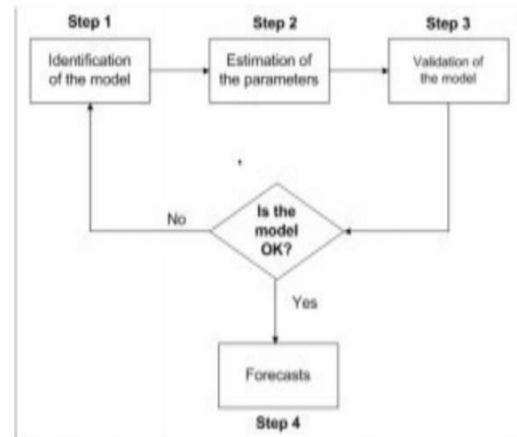 Step 1
Step 2
Step 3
Identification
of the model
Estimation of
the parameters
Validation of
the model
No
Is the
model
OK?
Yes
Forecasts
Step 4